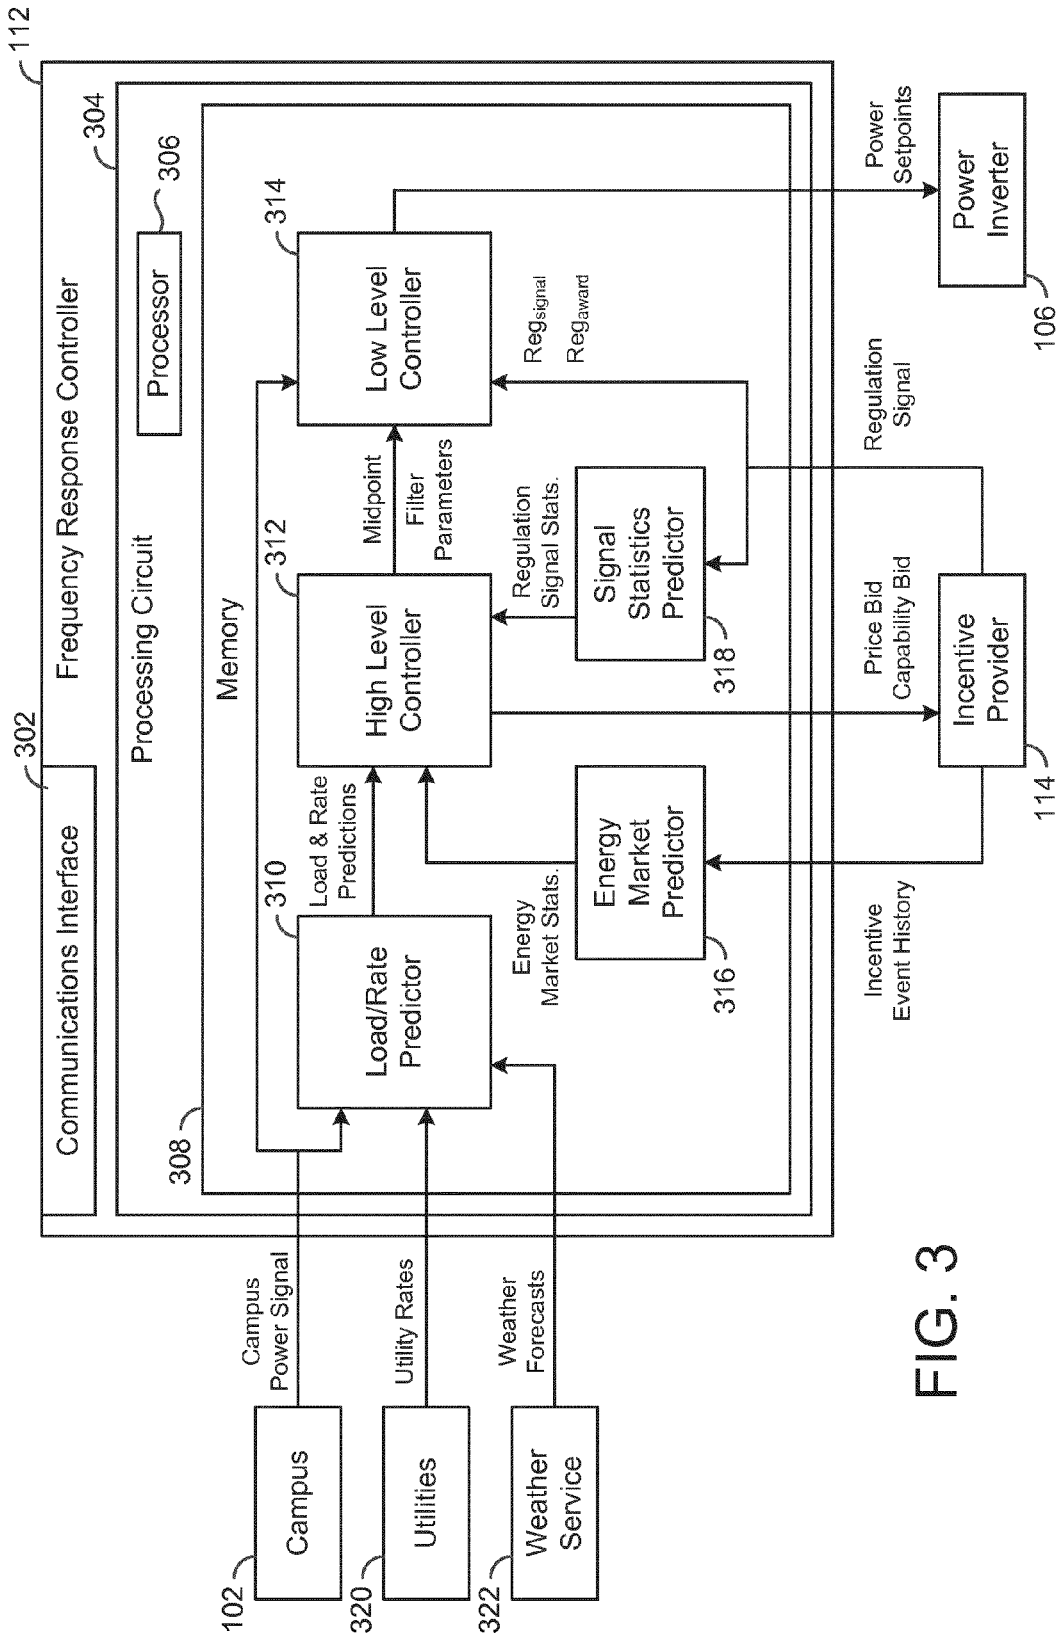 112
Frequency Response Controller
302
Communications Interface
304
Processing Circuit
306
Processor
308
Memory
102
Campus
Campus
Power Signal
320
Utilities
Utility Rates
322
Weather
Service
Weather
Forecasts
310
Load/Rate
Predictor
Load & Rate
Predictions
312
High Level
Controller
Midpoint
Filter
Parameters
314
Low Level
Controller
Energy
Market Stats.
Energy
Market
Predictor
316
Regulation
Signal Stats.
Signal
Statistics
Predictor
318
Regsignal
Regaward
Incentive
Event History
Price Bid
Capability Bid
Regulation
Signal
Power
Setpoints
Incentive
Provider
114
Power
Inverter
106
FIG. 3